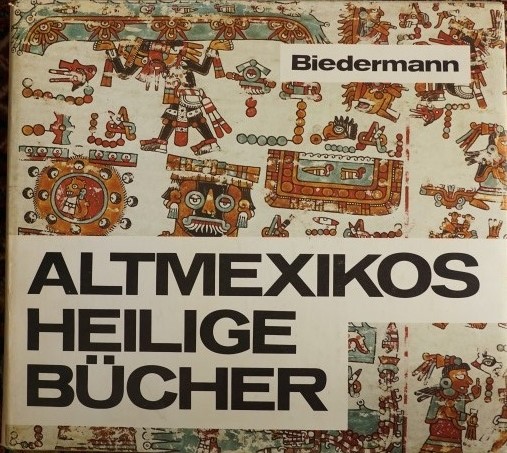 Biedermann
ALTMEXIKOS
HEILIGE
BÜCHER